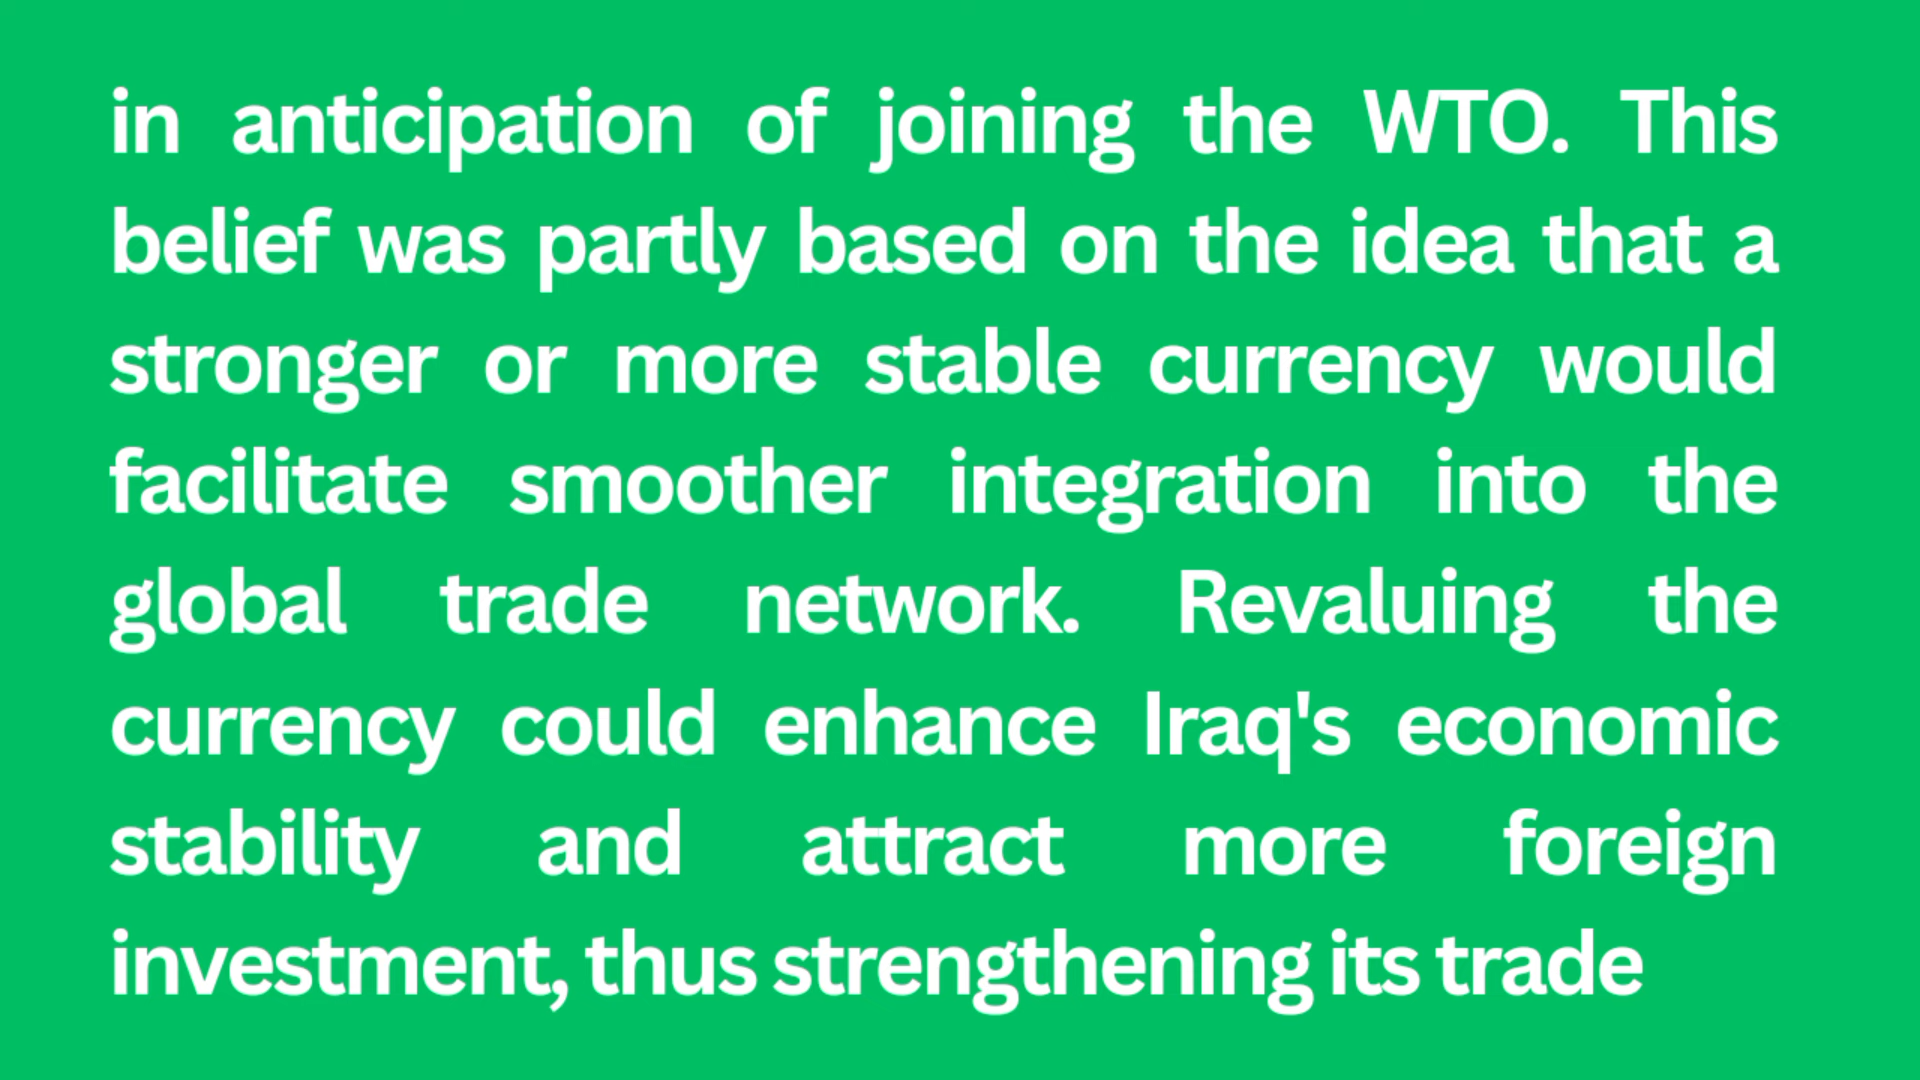 in anticipation of joining the WTO. This
belief was partly based on the idea that a
stronger or more stable currency would
facilitate smoother integration into the
global trade network. Revaluing the
currency could enhance Iraq's economic
stability and attract more foreign
investment, thus strengthening its trade